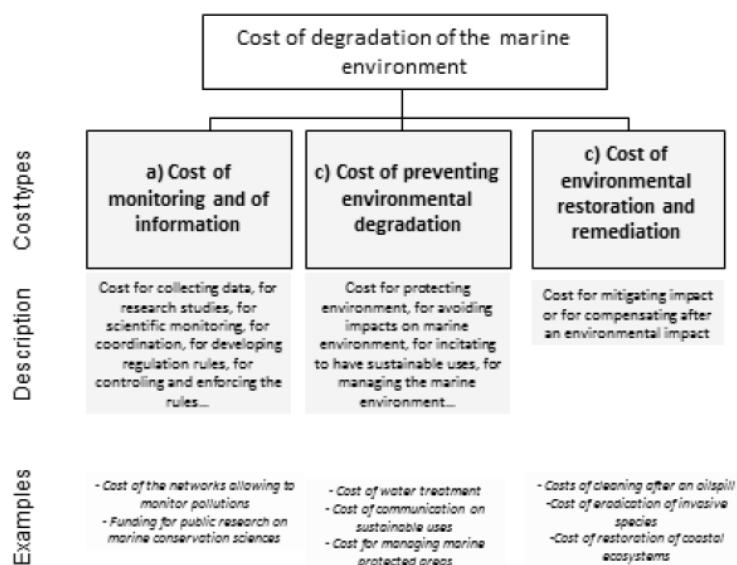 Cost of degradation of the marine
environment
Cost types
a) Cost of
monitoring and of
information
c) Cost of preventing
environmental
degradation
c) Cost of
environmental
restoration and
remediation
Description
Cost for collecting data, for
research studies, for
scientific monitoring, for
coordination, for developing
regulation rules, for
controling and enforcing the
rules...
Cost for protecting
environment, for avoiding
impacts on marine
environment, for incitating
to have sustainable uses, for
managing the marine
environment...
Cost for mitigating impact
or for compensating after
an environmental impact
Examples
- Cost of the networks allowing to
monitor pollutions
- Funding for public research on
marine conservation sciences
- Cost of water treatment
- Cost of communication on
sustainable uses
- Cost for managing marine
protected areas
- Costs of cleaning after an oilspill
-Cost of eradication of invasive
species
-Cost of restoration of coastal
ecosystems